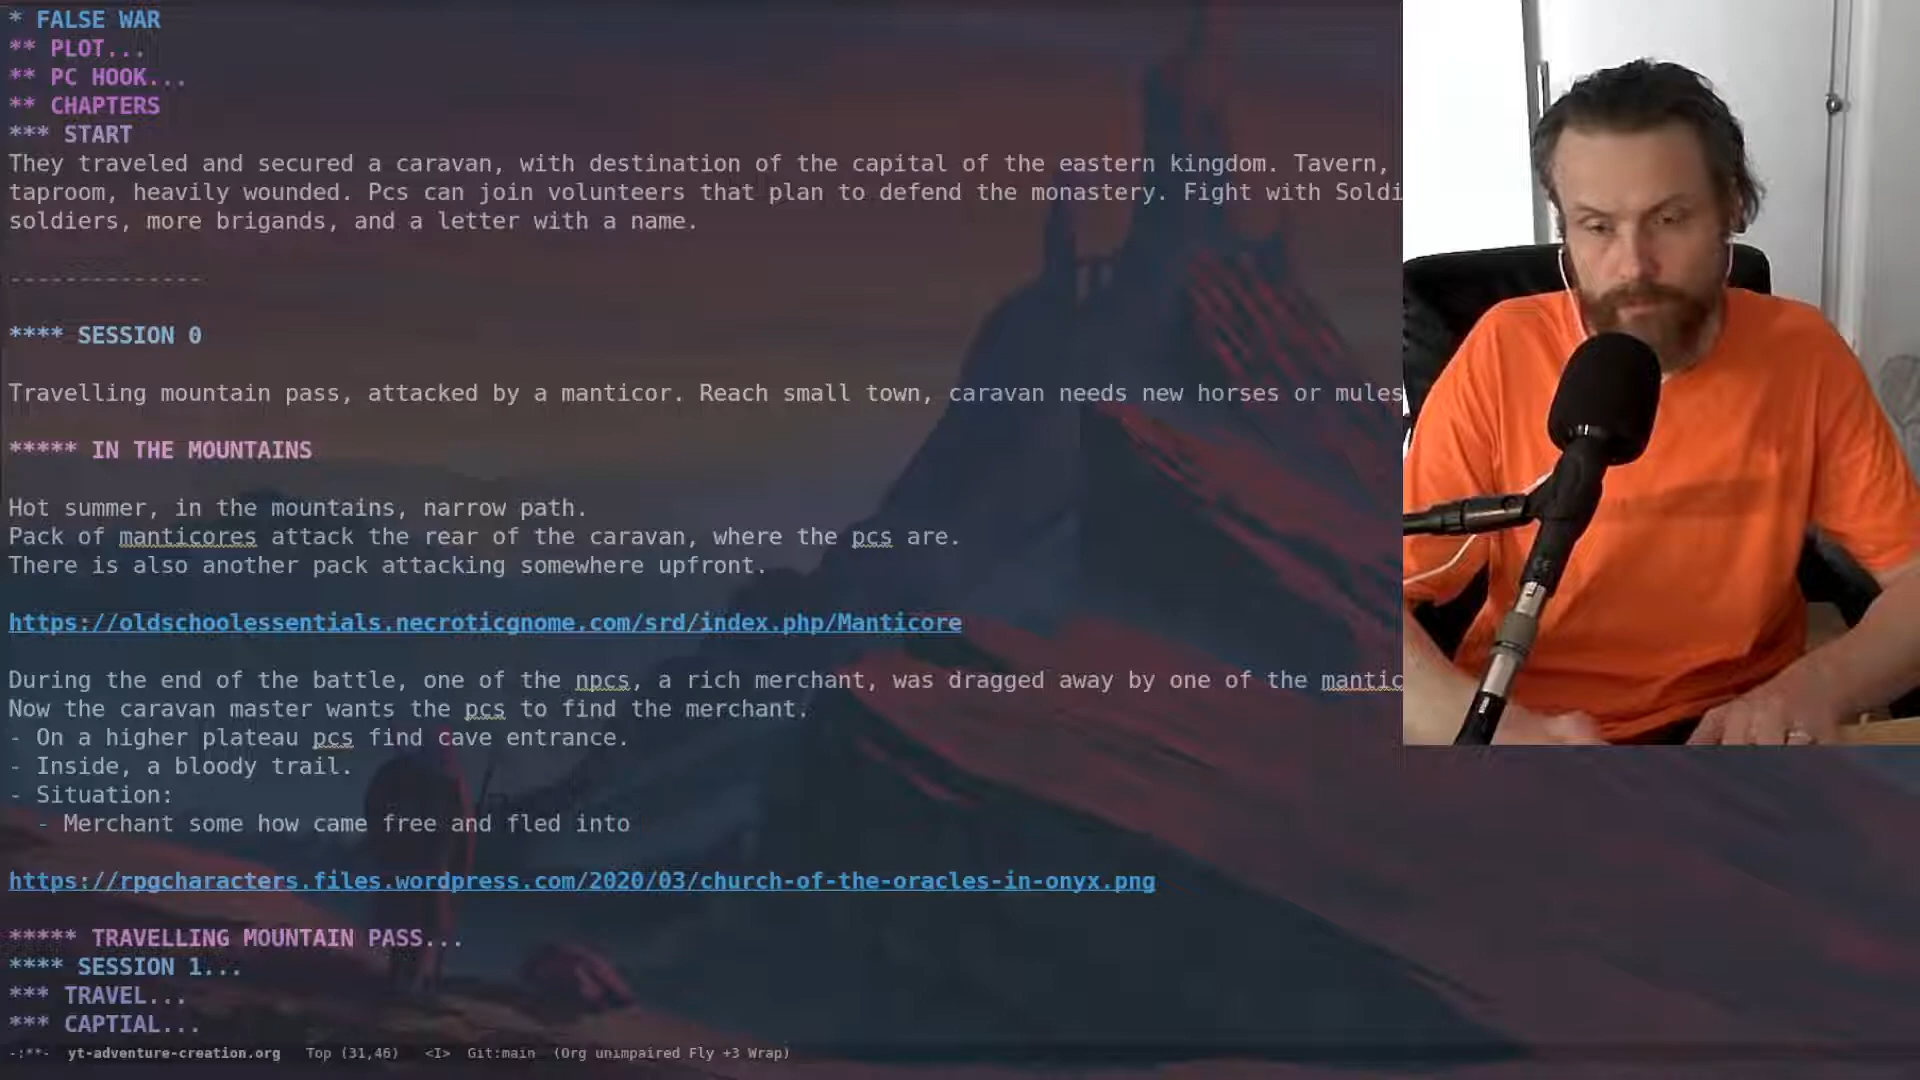 * FALSE WAR
** PLOT...
** PC HOOK...
** CHAPTERS
*** START
They traveled and secured a caravan, with destination of the capital of the eastern kingdom. Tavern,
taproom, heavily wounded. Pcs can join volunteers that plan to defend the monastery. Fight with Soldi
soldiers, more brigands, and a letter with a name.
--------------
**** SESSION 0
Travelling mountain pass, attacked by a manticor. Reach small town, caravan needs new horses or mules
***** IN THE MOUNTAINS
Hot summer, in the mountains, narrow path.
Pack of manticores attack the rear of the caravan, where the pcs are.
There is also another pack attacking somewhere upfront.
https://oldschoolessentials.necroticgnome.com/srd/index.php/Manticore
During the end of the battle, one of the npcs, a rich merchant, was dragged away by one of the mantic
Now the caravan master wants the pcs to find the merchant.
- On a higher plateau pcs find cave entrance.
- Inside, a bloody trail.
- Situation:
- Merchant some how came free and fled into
https://rpgcharacters.files.wordpress.com/2020/03/church-of-the-oracles-in-onyx.png
***** TRAVELLING MOUNTAIN PASS...
**** SESSION 1...
*** TRAVEL...
*** CAPTIAL...
-:**- yt-adventure-creation.org Top (31,46) <I> Git:main (Org unimpaired Fly +3 Wrap)